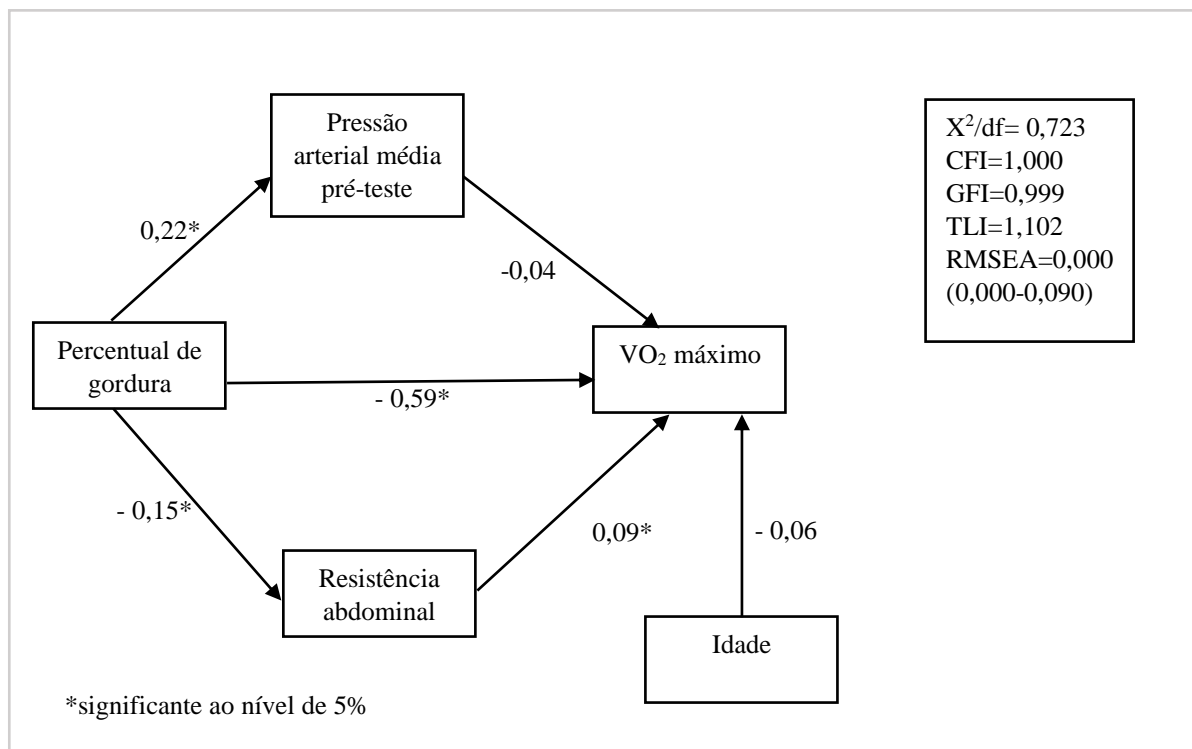 Pressão
arterial média
pré-teste
X²/df= 0,723
CFI=1,000
GFI=0,999
TLI=1,102
RMSEA=0,000
(0,000-0,090)
0,22*
-0,04
Percentual de
gordura
VO₂ máximo
- 0,59*
- 0,15*
0,09*
- 0,06
Resistência
abdominal
Idade
*significante ao nível de 5%